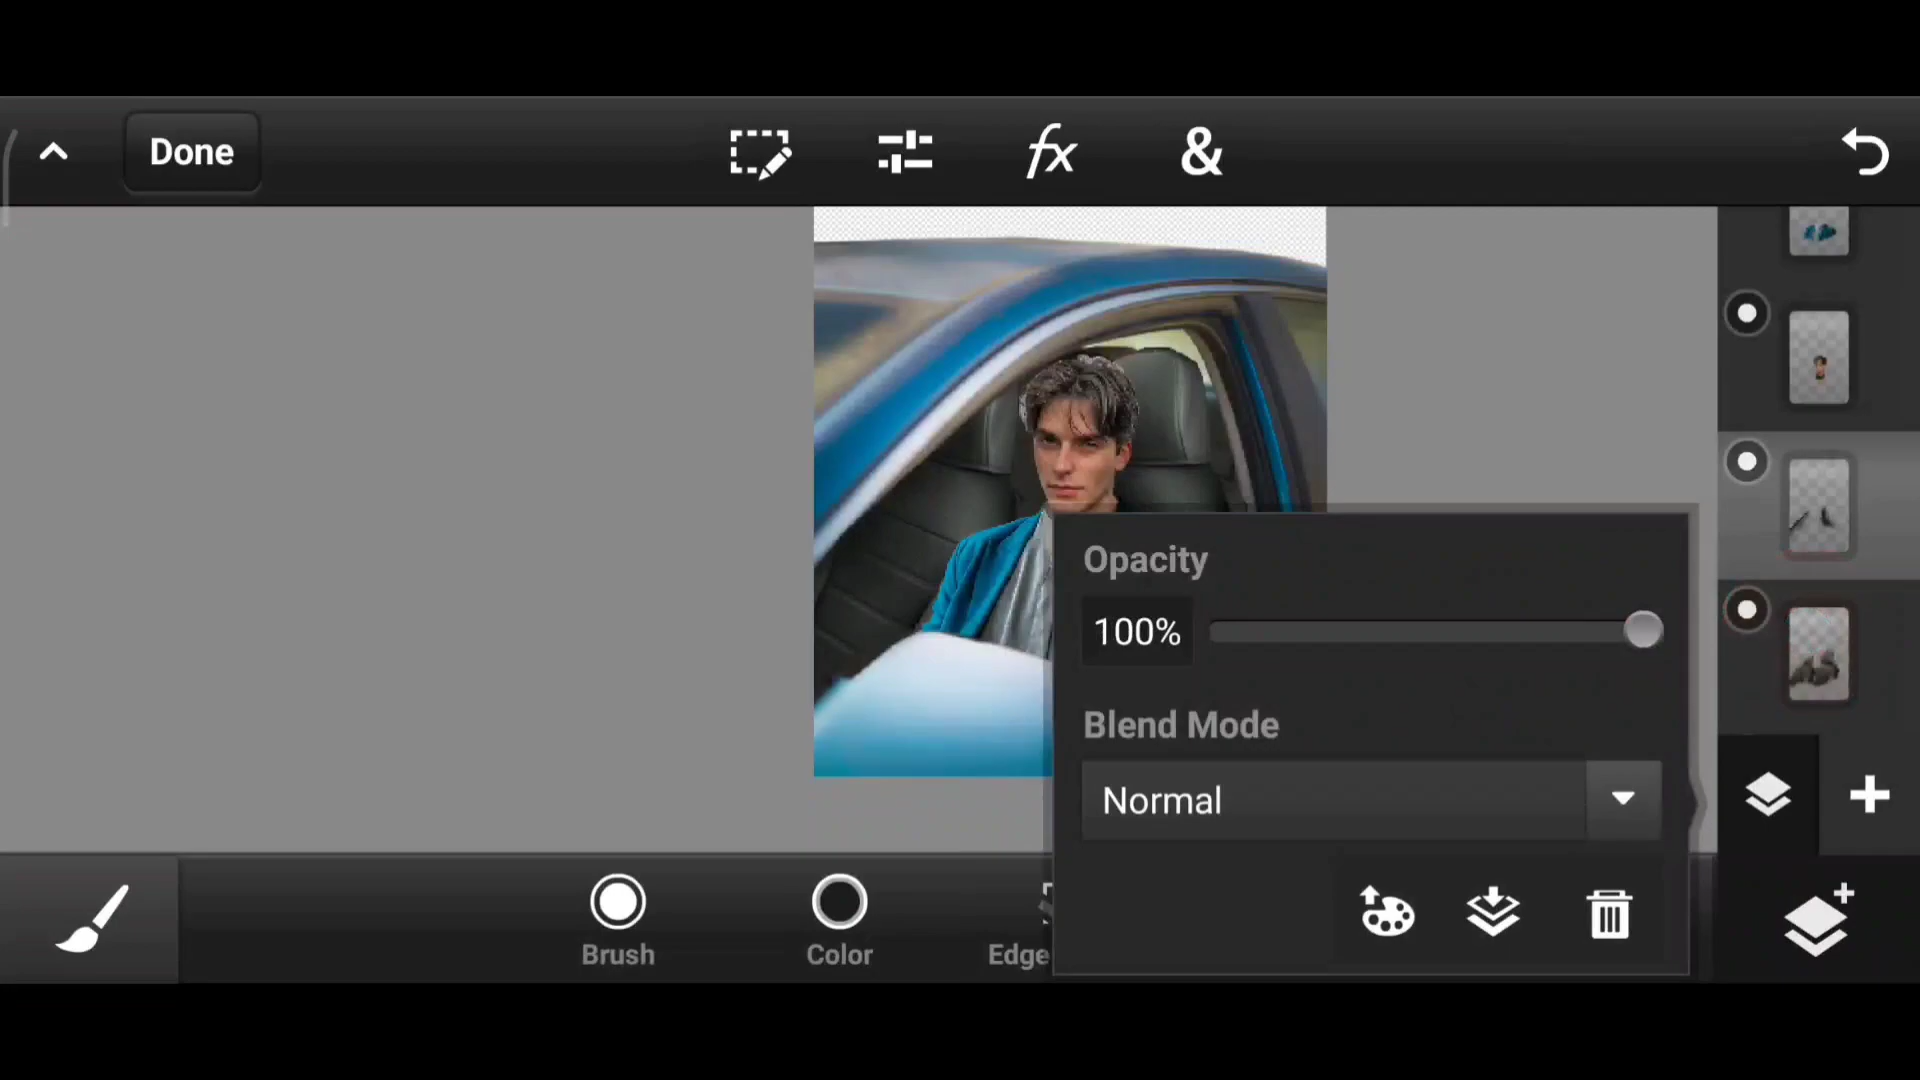 Done
fx
&
Opacity
100%
Blend Mode
Normal
Brush
Color
Edge